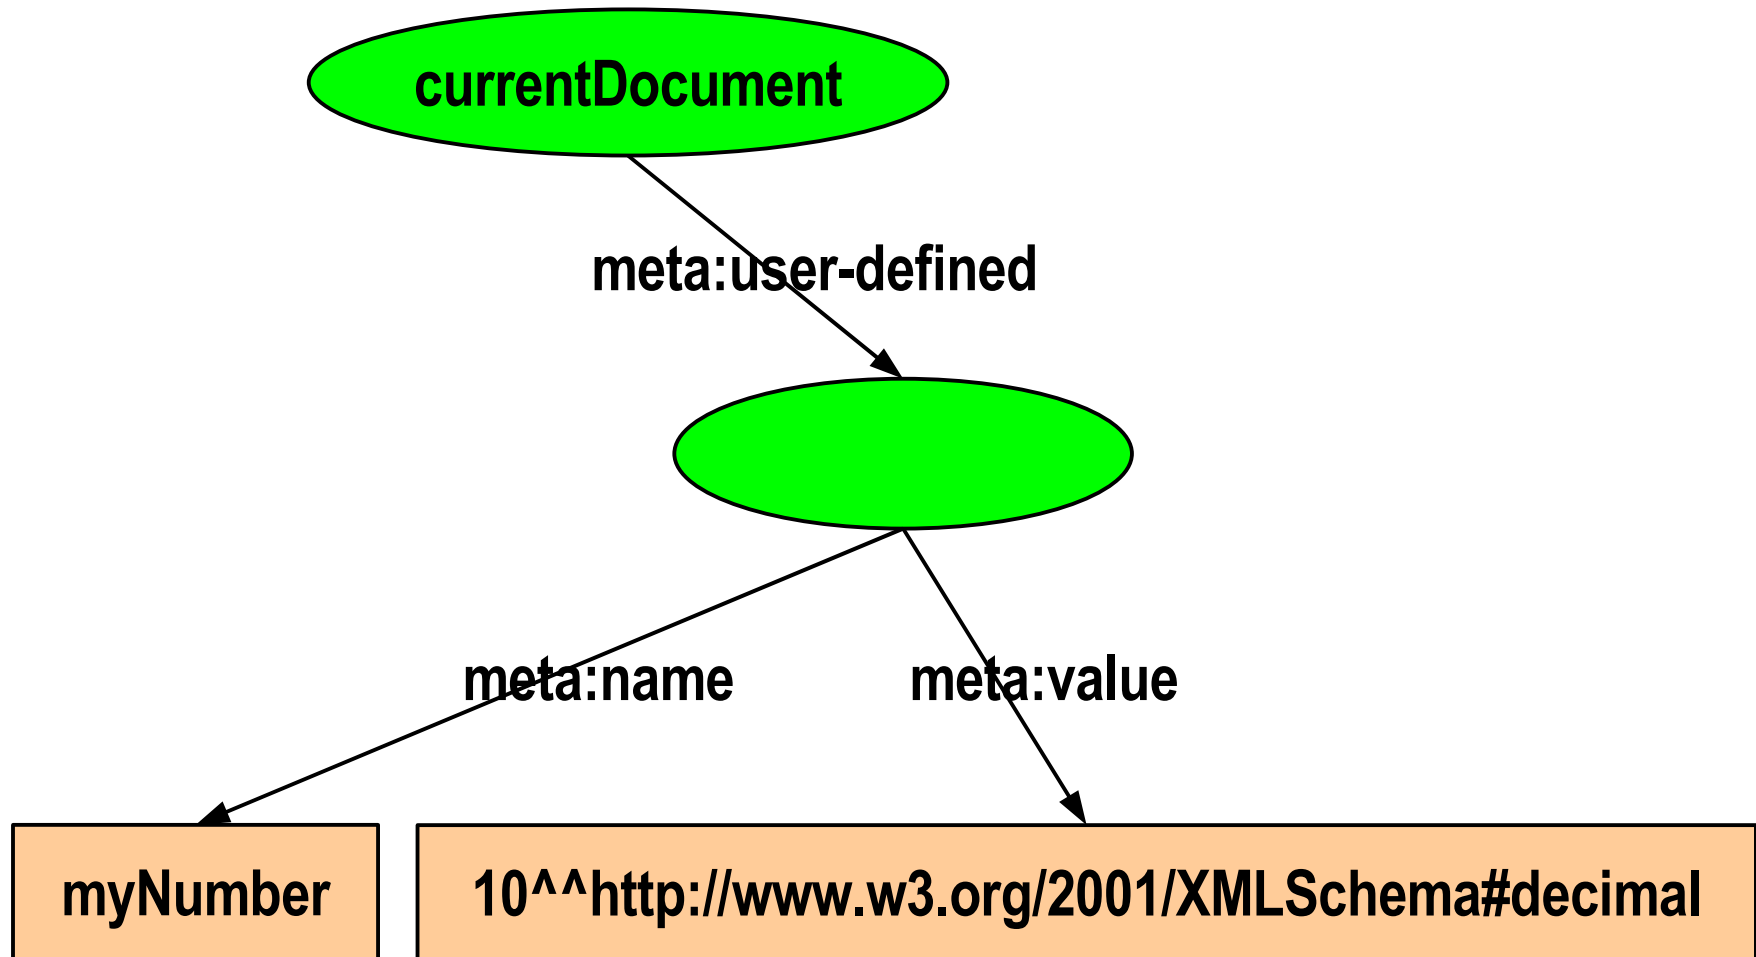 currentDocument
meta:user-defined
meta:name
meta:value
myNumber
10^^http://www.w3.org/2001/XMLSchema#decimal